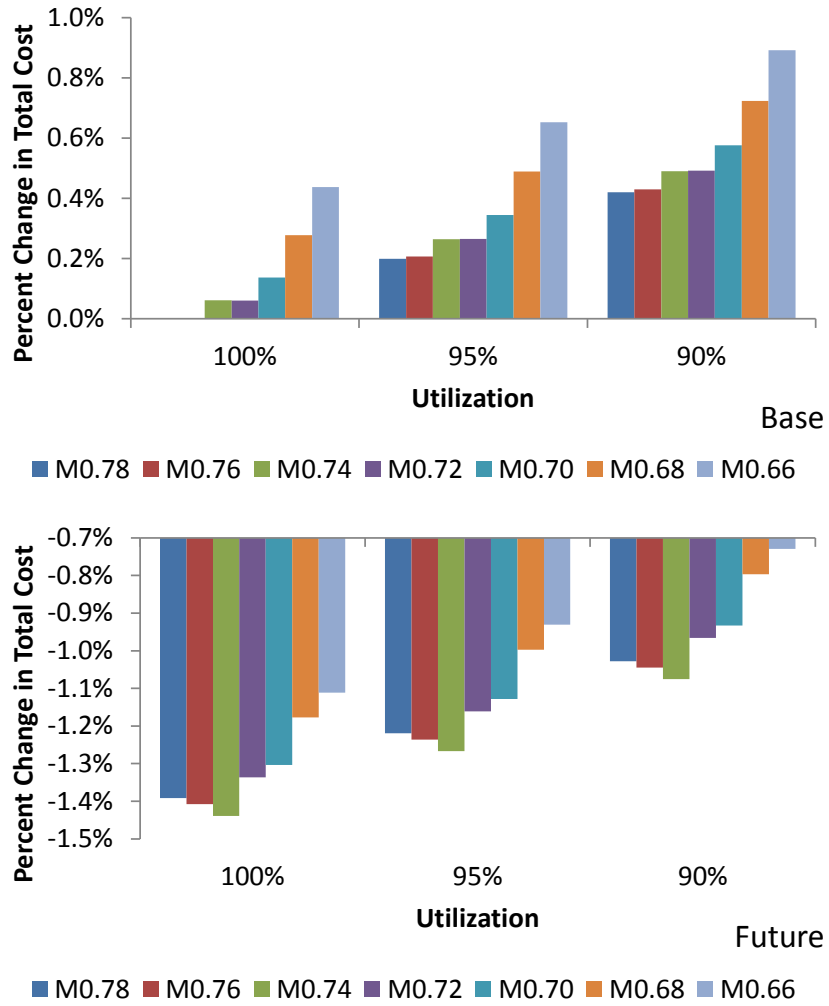 Percent Change in Total Cost
1.0%
0.8%
0.6%
0.4%
0.2%
0.0%
100% 95% 90%
Utilization
Base
M0.78 M0.76 M0.74 M0.72 M0.70 M0.68 M0.66
Percent Change in Total Cost
-0.7%
-0.8%
-0.9%
-1.0%
-1.1%
-1.2%
-1.3%
-1.4%
-1.5%
100% 95% 90%
Utilization
Future
M0.78 M0.76 M0.74 M0.72 M0.70 M0.68 M0.66